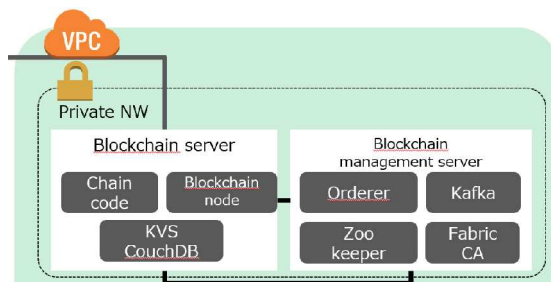 VPC
Private NW
Blockchain server
Chain
code
Blockchain
node
KVS
CouchDB
Blockchain
management server
Orderer
Kafka
Zoo
keeper
Fabric
CA